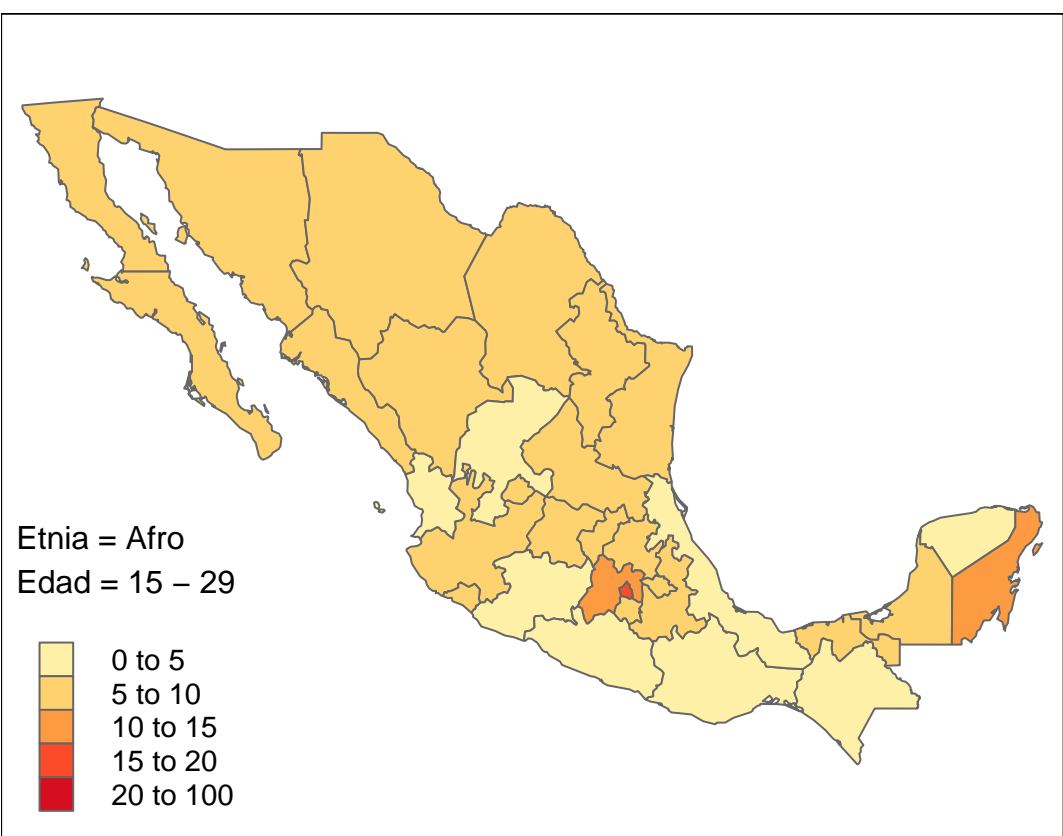 Etnia = Afro
Edad = 15 – 29
0 to 5
5 to 10
10 to 15
15 to 20
20 to 100